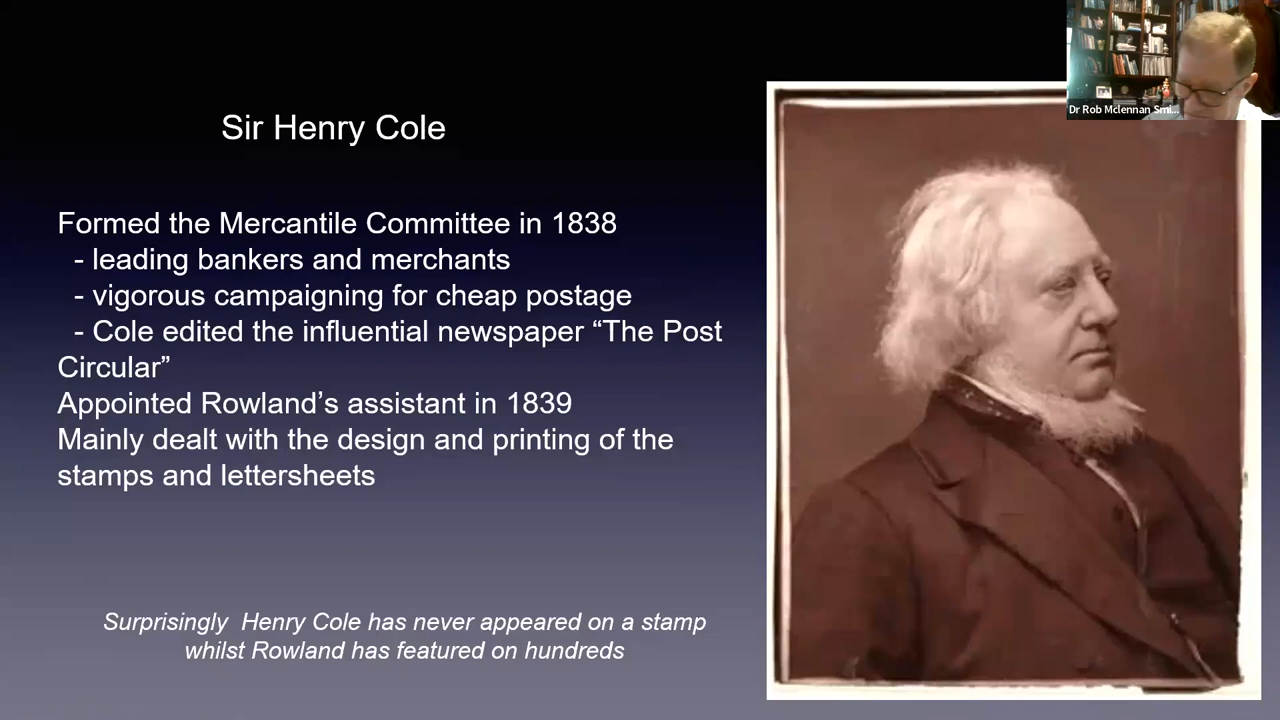 Dr Rob Mclennan Smi...
Sir Henry Cole
Formed the Mercantile Committee in 1838
- leading bankers and merchants
- vigorous campaigning for cheap postage
- Cole edited the influential newspaper “The Post
Circular”
Appointed Rowland’s assistant in 1839
Mainly dealt with the design and printing of the
stamps and lettersheets
Surprisingly Henry Cole has never appeared on a stamp
whilst Rowland has featured on hundreds